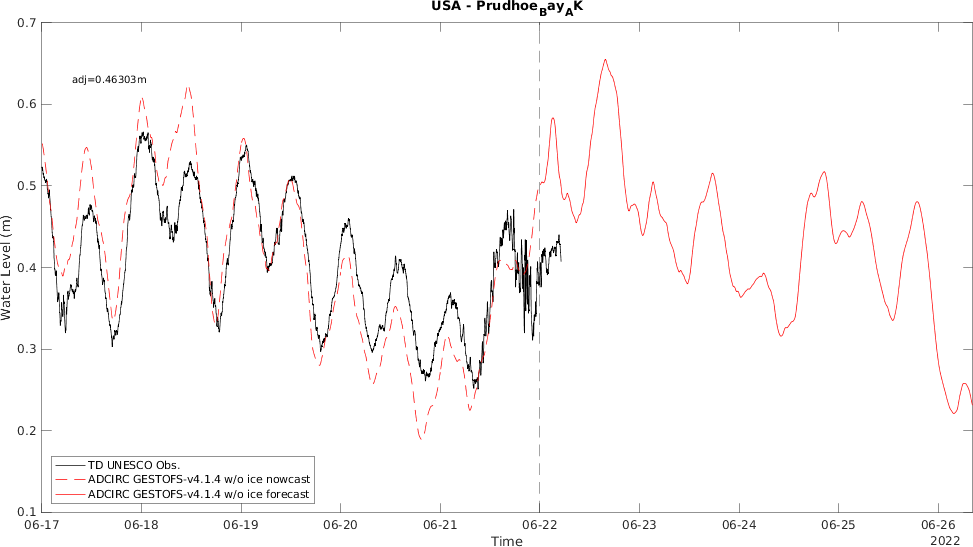 USA - Prudhoe_Bay_AK
0.7
adj=0.46303m
0.6
0.5
0.4
0.3
0.2
0.1
Water Level (m)
TD UNESCO Obs.
ADCIRC GESTOFS-v4.1.4 w/o ice nowcast
ADCIRC GESTOFS-v4.1.4 w/o ice forecast
06-17 06-18 06-19 06-20 06-21 06-22 06-23 06-24 06-25 06-26
Time
2022